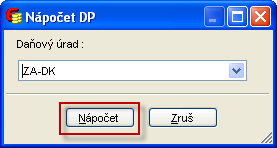 Nápočet DP
Daňový úrad :
ZA-DK
Nápočet Zruš